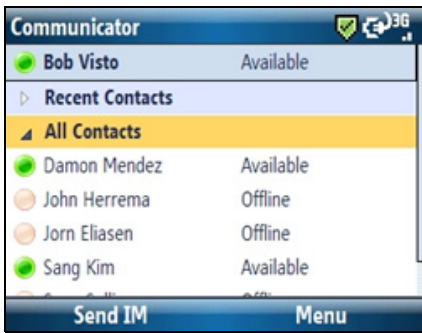 Communicator 3G
Bob Visto Available
Recent Contacts
All Contacts
Damon Mendez Available
John Herrema Offline
Jorn Eliasen Offline
Sang Kim Available
Send IM Menu